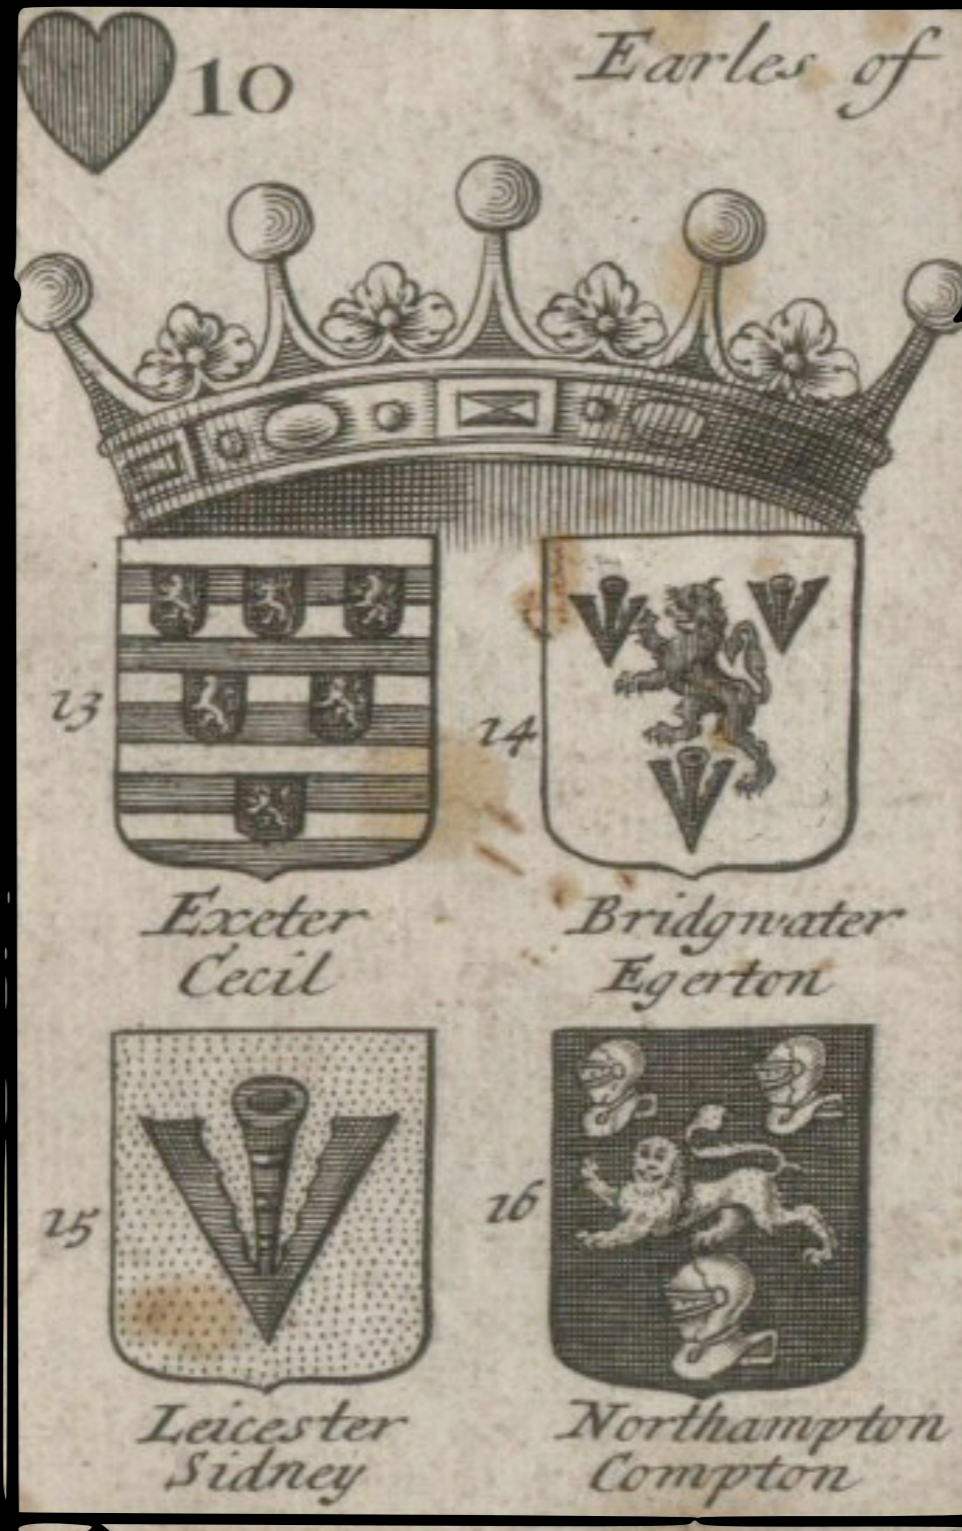 10
Earles of
13
14
Exeter
Cecil
Bridgwater
Egerton
15
16
Leicester
Sidney
Northampton
Compton